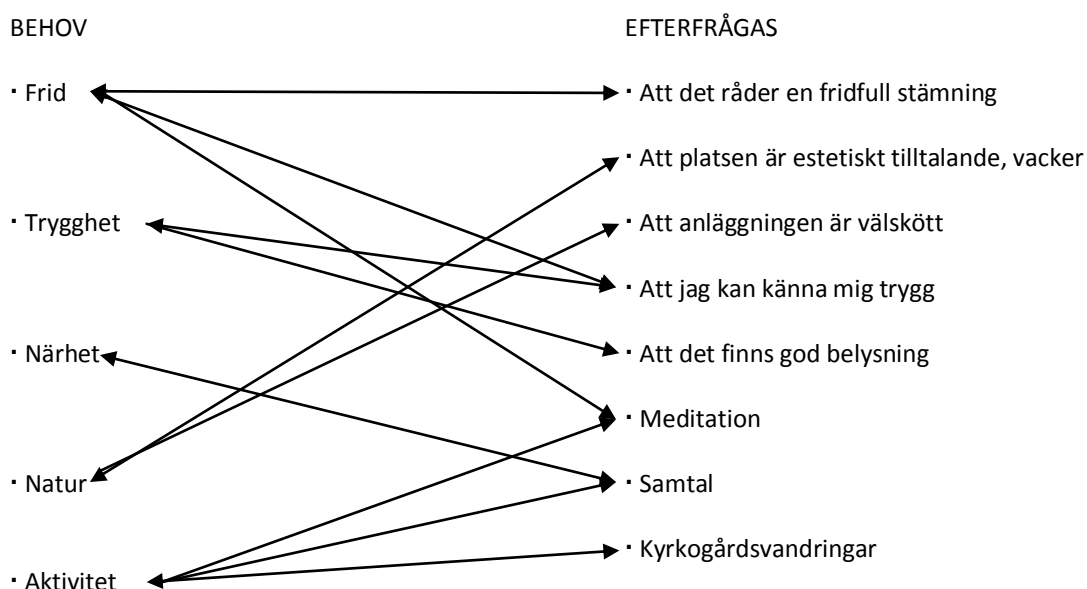 BEHOV
EFTERFRÅGAS
· Frid
· Att det råder en fridfull stämning
· Att platsen är estetiskt tilltalande, vacker
· Trygghet
· Att anläggningen är välskött
· Att jag kan känna mig trygg
· Närhet
· Att det finns god belysning
· Meditation
· Natur
· Samtal
· Kyrkogårdsvandringar
· Aktivitet